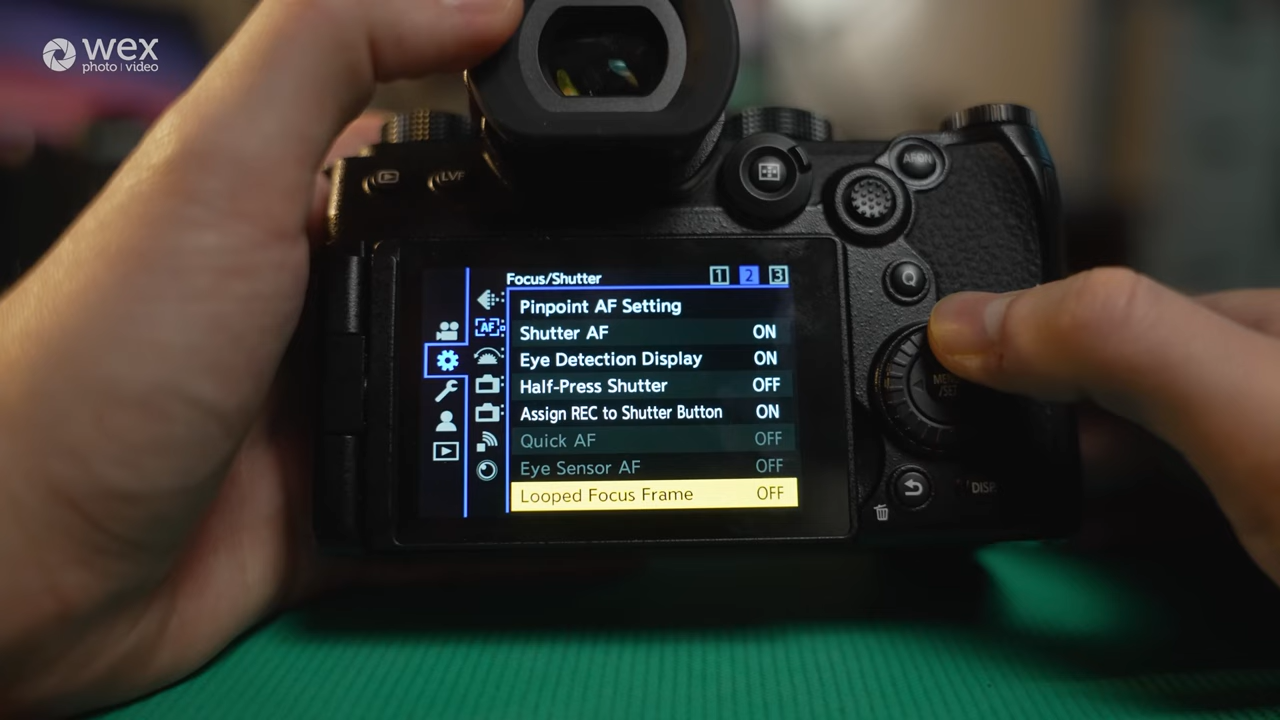 wex
photo | video
LVF
AF ON
Q
Focus/Shutter 1 2 3
Pinpoint AF Setting
AF
Shutter AF ON
Eye Detection Display ON
Half-Press Shutter OFF
Assign REC to Shutter Button ON
Quick AF OFF
Eye Sensor AF OFF
Looped Focus Frame OFF
MENU
/SET
DISP.